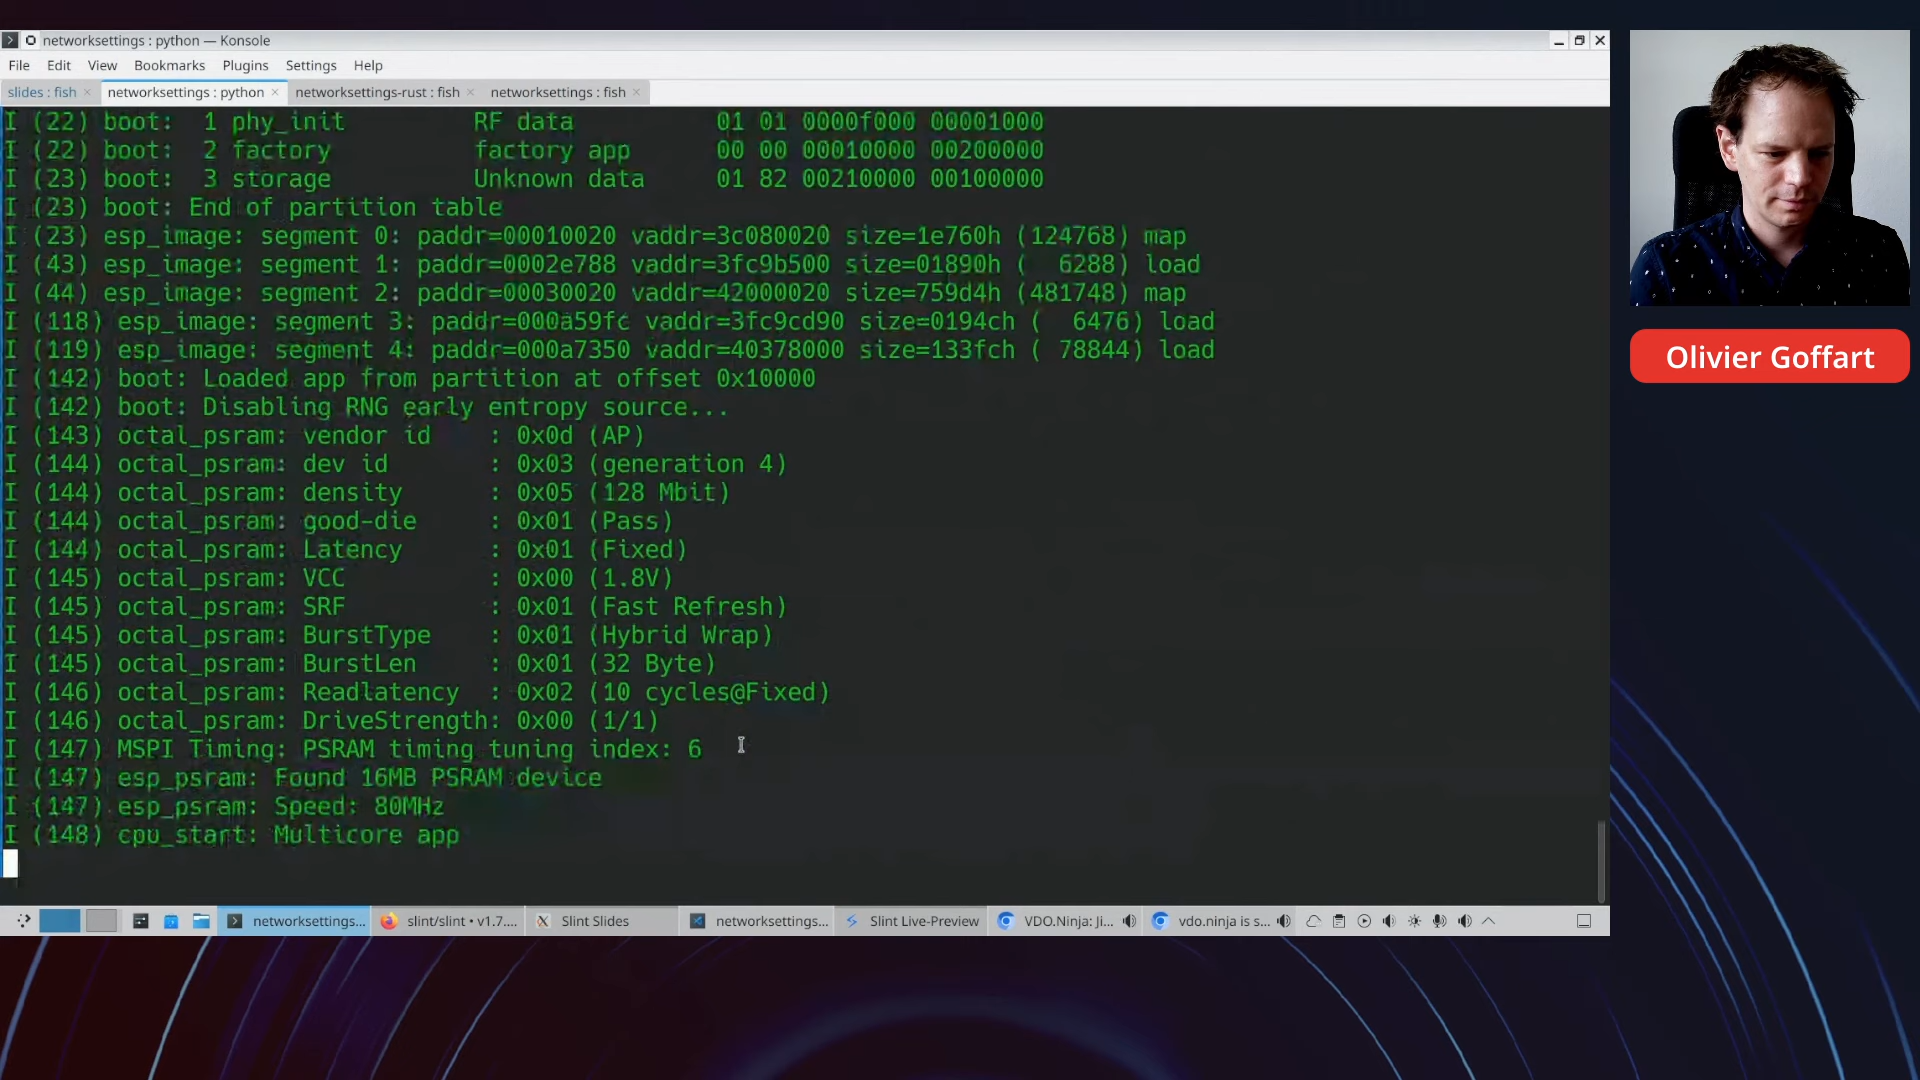 networksettings : python — Konsole
File Edit View Bookmarks Plugins Settings Help
slides : fish networksettings : python networksettings-rust : fish networksettings : fish
I (22) boot:  1 phy_init         RF data          01 01 0000f000 00001000
I (22) boot:  2 factory          factory app      00 00 00010000 00200000
I (23) boot:  3 storage          Unknown data     01 82 00210000 00100000
I (23) boot: End of partition table
I (23) esp_image: segment 0: paddr=00010020 vaddr=3c080020 size=1e760h (124768) map
I (43) esp_image: segment 1: paddr=0002e788 vaddr=3fc9b500 size=01890h (  6288) load
I (44) esp_image: segment 2: paddr=00030020 vaddr=42000020 size=759d4h (481748) map
I (118) esp_image: segment 3: paddr=000a59fc vaddr=3fc9cd90 size=0194ch (  6476) load
I (119) esp_image: segment 4: paddr=000a7350 vaddr=40378000 size=133fch ( 78844) load
I (142) boot: Loaded app from partition at offset 0x10000
I (142) boot: Disabling RNG early entropy source...
I (143) octal_psram: vendor id    : 0x0d (AP)
I (144) octal_psram: dev id       : 0x03 (generation 4)
I (144) octal_psram: density      : 0x05 (128 Mbit)
I (144) octal_psram: good-die     : 0x01 (Pass)
I (144) octal_psram: Latency      : 0x01 (Fixed)
I (145) octal_psram: VCC          : 0x00 (1.8V)
I (145) octal_psram: SRF          : 0x01 (Fast Refresh)
I (145) octal_psram: BurstType    : 0x01 (Hybrid Wrap)
I (145) octal_psram: BurstLen     : 0x01 (32 Byte)
I (146) octal_psram: Readlatency  : 0x02 (10 cycles@Fixed)
I (146) octal_psram: DriveStrength: 0x00 (1/1)
I (147) MSPI Timing: PSRAM timing tuning index: 6
I (147) esp_psram: Found 16MB PSRAM device
I (147) esp_psram: Speed: 80MHz
I (148) cpu_start: Multicore app
networksettings... slint/slint • v1.7.... Slint Slides networksettings... Slint Live-Preview VDO.Ninja: Ji... vdo.ninja is s...
Olivier Goffart